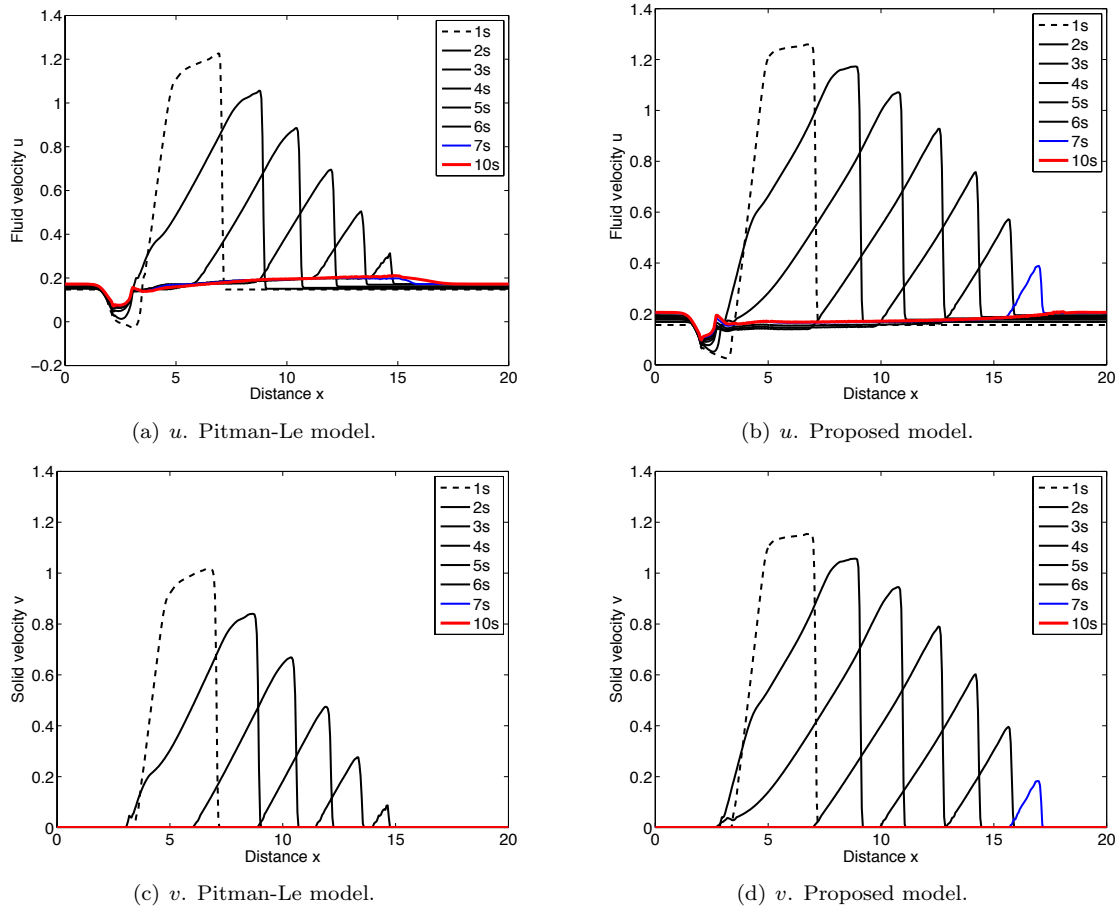 1.4
1.2
1
0.8
0.6
0.4
0.2
0
−0.2
Fluid velocity u
0
5
10
15
20
Distance x
1s
2s
3s
4s
5s
6s
7s
10s
(a) u. Pitman-Le model.
1.4
1.2
1
0.8
0.6
0.4
0.2
0
Fluid velocity u
0
5
10
15
20
Distance x
1s
2s
3s
4s
5s
6s
7s
10s
(b) u. Proposed model.
1.4
1.2
1
0.8
0.6
0.4
0.2
0
Solid velocity v
0
5
10
15
20
Distance x
1s
2s
3s
4s
5s
6s
7s
10s
(c) v. Pitman-Le model.
1.4
1.2
1
0.8
0.6
0.4
0.2
0
Solid velocity v
0
5
10
15
20
Distance x
1s
2s
3s
4s
5s
6s
7s
10s
(d) v. Proposed model.